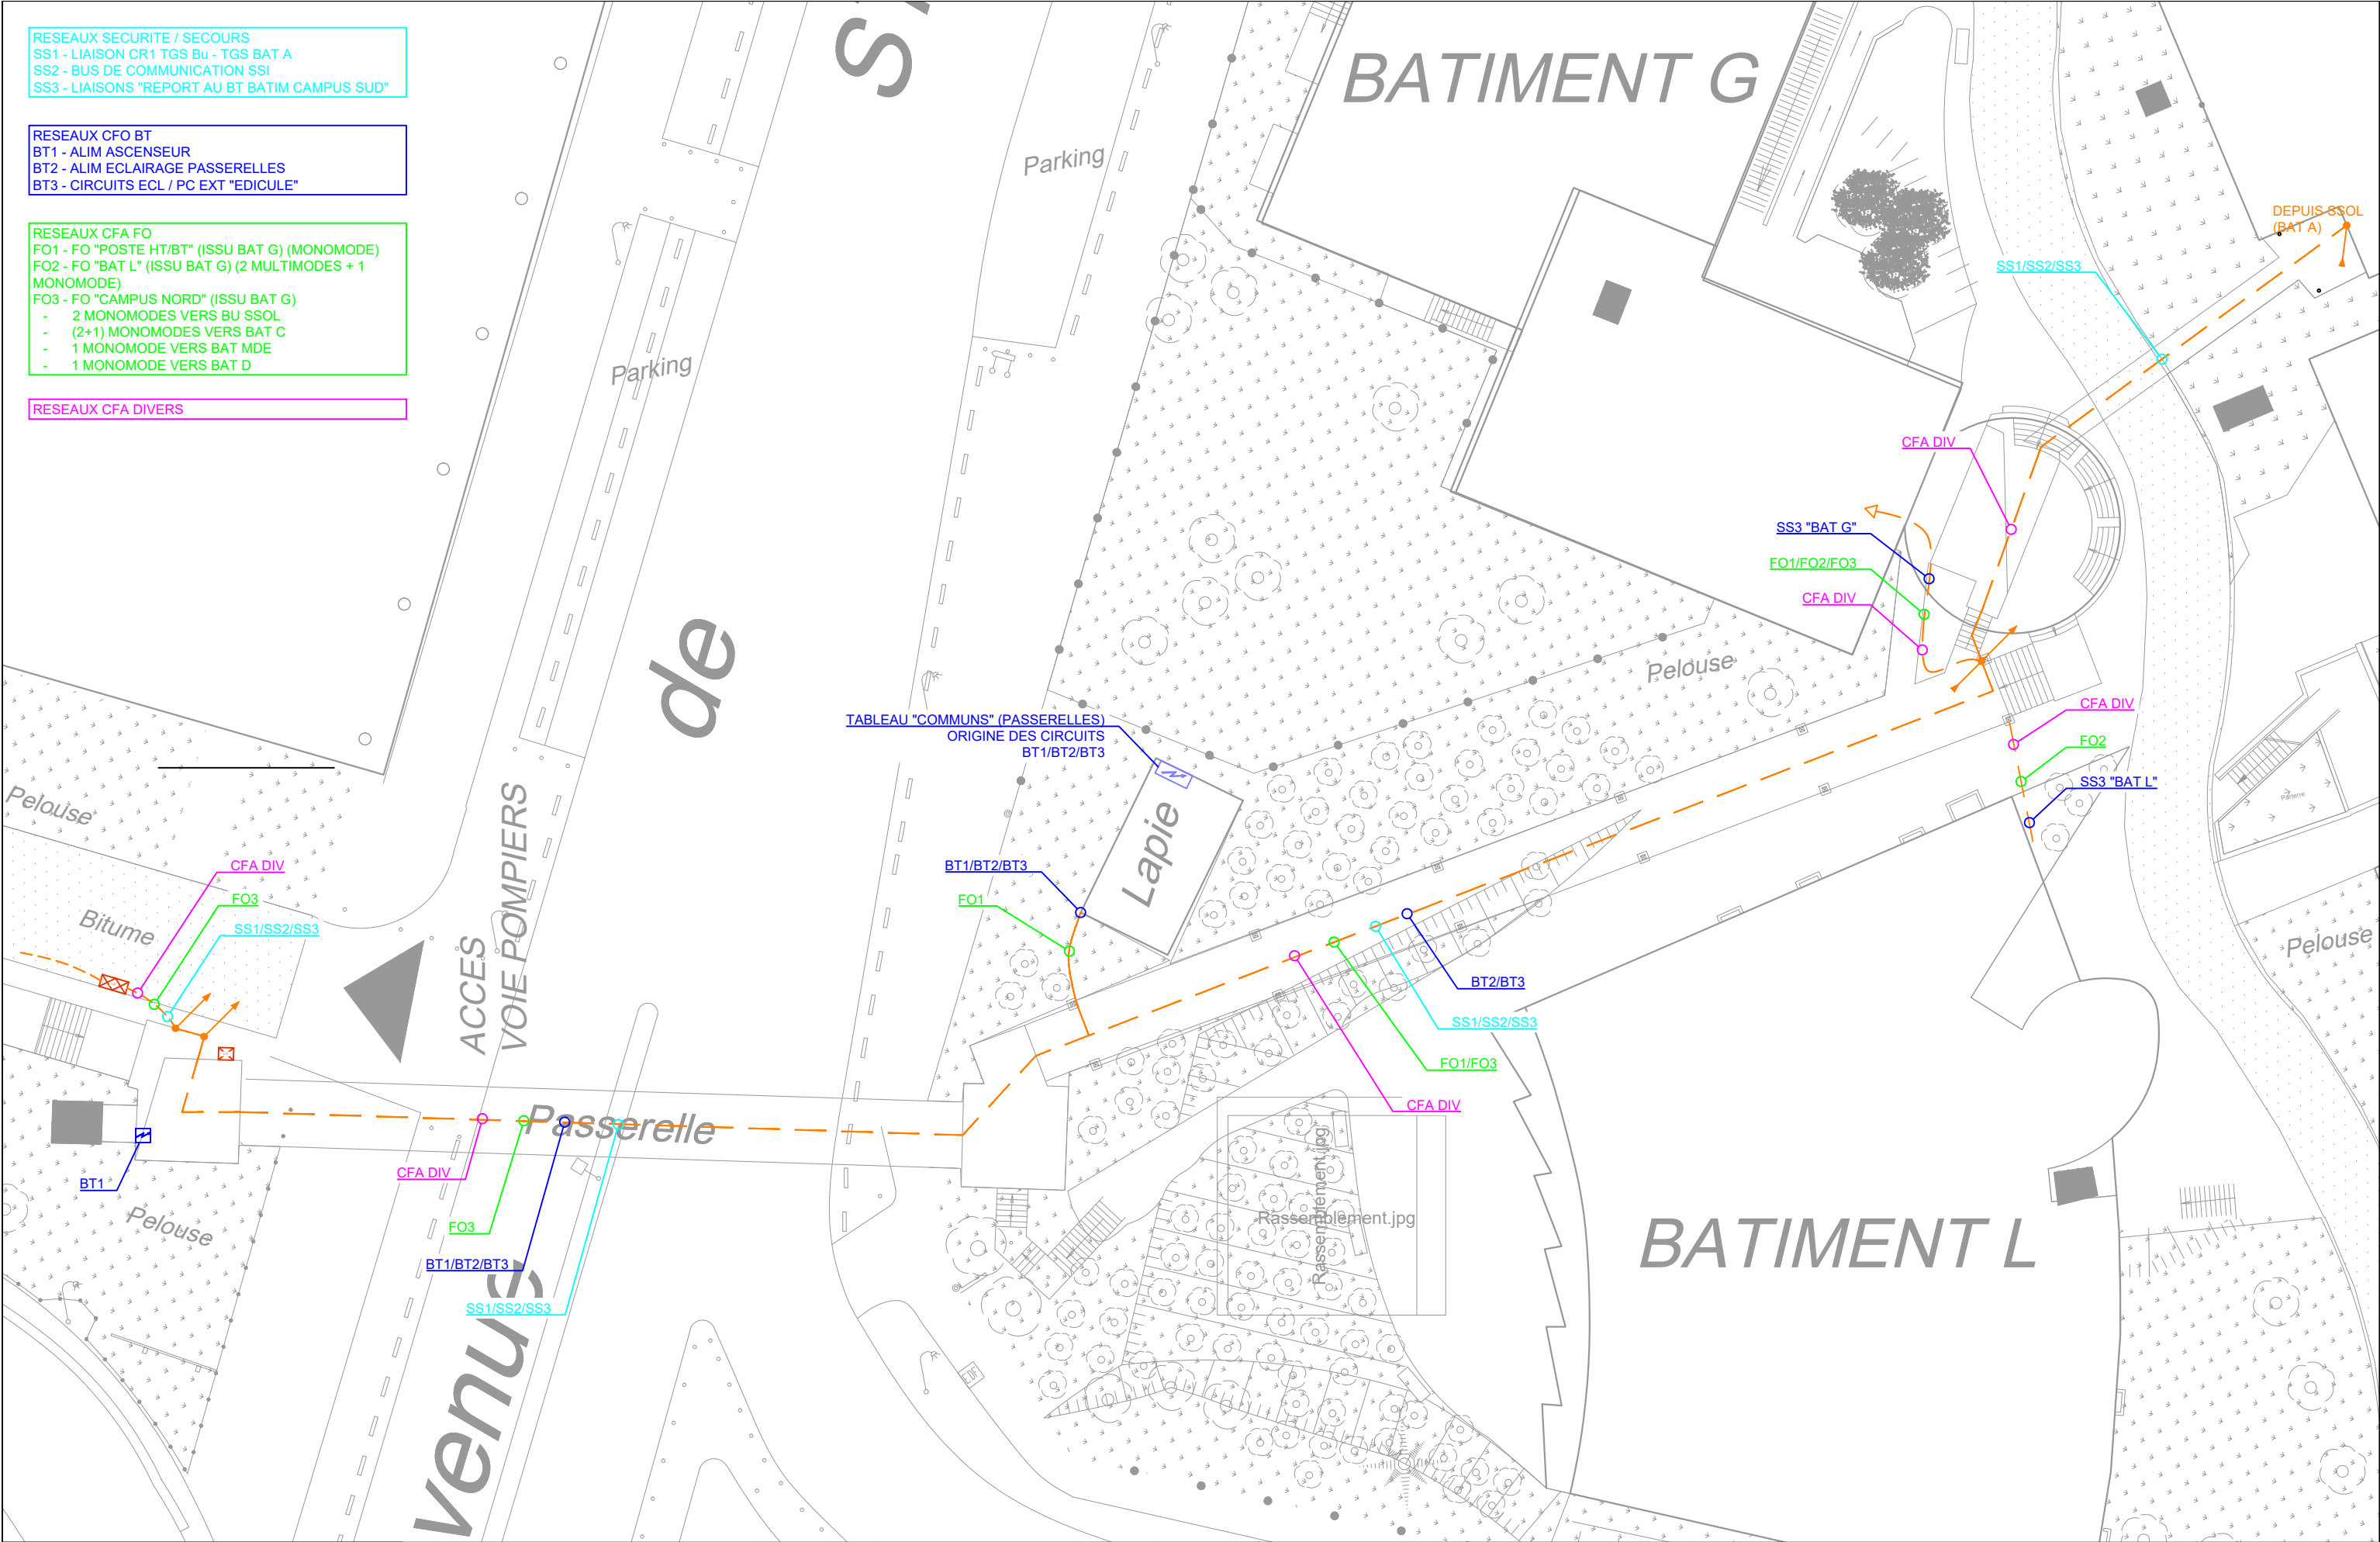 RESEAUX SECURITE / SECOURS
SS1 - LIAISON CR1 TGS Bu - TGS BAT A
SS2 - BUS DE COMMUNICATION SSI
SS3 - LIAISONS "REPORT AU BT BATIM CAMPUS SUD"
RESEAUX CFO BT
BT1 - ALIM ASCENSEUR
BT2 - ALIM ECLAIRAGE PASSERELLES
BT3 - CIRCUITS ECL / PC EXT "EDICULE"
RESEAUX CFA FO
FO1 - FO "POSTE HT/BT" (ISSU BAT G) (MONOMODE)
FO2 - FO "BAT L" (ISSU BAT G) (2 MULTIMODES + 1
MONOMODE)
FO3 - FO "CAMPUS NORD" (ISSU BAT G)
- 2 MONOMODES VERS BU SSOL
- (2+1) MONOMODES VERS BAT C
- 1 MONOMODE VERS BAT MDE
- 1 MONOMODE VERS BAT D
RESEAUX CFA DIVERS
BATIMENT G
Parking
Parking
DEPUIS SSOL
(BAT A)
SS1/SS2/SS3
CFA DIV
SS3 "BAT G"
FO1/FO2/FO3
CFA DIV
de
Pelouse
CFA DIV
FO2
SS3 "BAT L"
Parterre
TABLEAU "COMMUNS" (PASSERELLES)
ORIGINE DES CIRCUITS
BT1/BT2/BT3
Lapie
BT1/BT2/BT3
FO1
Pelouse
CFA DIV
FO3
SS1/SS2/SS3
Bitume
ACCES
VOIE POMPIERS
Pelouse
BT2/BT3
SS1/SS2/SS3
FO1/FO3
CFA DIV
Passerelle
CFA DIV
BT1
FO3
Pelouse
BT1/BT2/BT3
SS1/SS2/SS3
venue
Rassemblement.jpg
Rassemblement.jpg
BATIMENT L
EDF